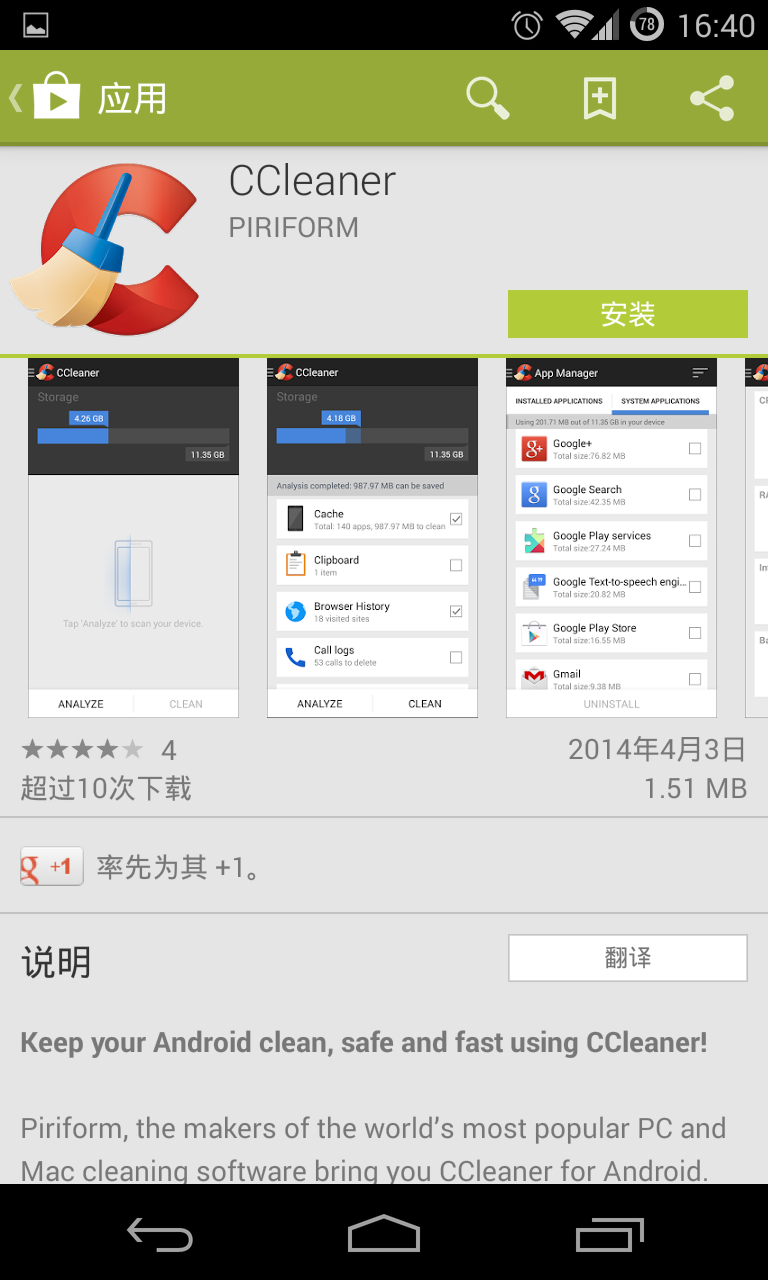 78 16:40
应用
CCleaner
PIRIFORM
安装
CCleaner
Storage
4.26 GB
11.35 GB
Tap 'Analyze' to scan your device.
ANALYZE CLEAN
CCleaner
Storage
4.18 GB
11.35 GB
Analysis completed: 987.97 MB can be saved
Cache
Total: 140 apps, 987.97 MB to clean
Clipboard
1 item
Browser History
18 visited sites
Call logs
53 calls to delete
ANALYZE CLEAN
App Manager
INSTALLED APPLICATIONS SYSTEM APPLICATIONS
Using 201.71 MB out of 11.35 GB in your device
Google+
Total size:76.82 MB
Google Search
Total size:42.35 MB
Google Play services
Total size:27.24 MB
Google Text-to-speech engi...
Total size:20.82 MB
Google Play Store
Total size:16.55 MB
Gmail
Total size:9.38 MB
UNINSTALL
4 2014年4月3日
超过10次下载 1.51 MB
g +1 率先为其 +1。
说明 翻译
Keep your Android clean, safe and fast using CCleaner!
Piriform, the makers of the world's most popular PC and
Mac cleaning software bring you CCleaner for Android.